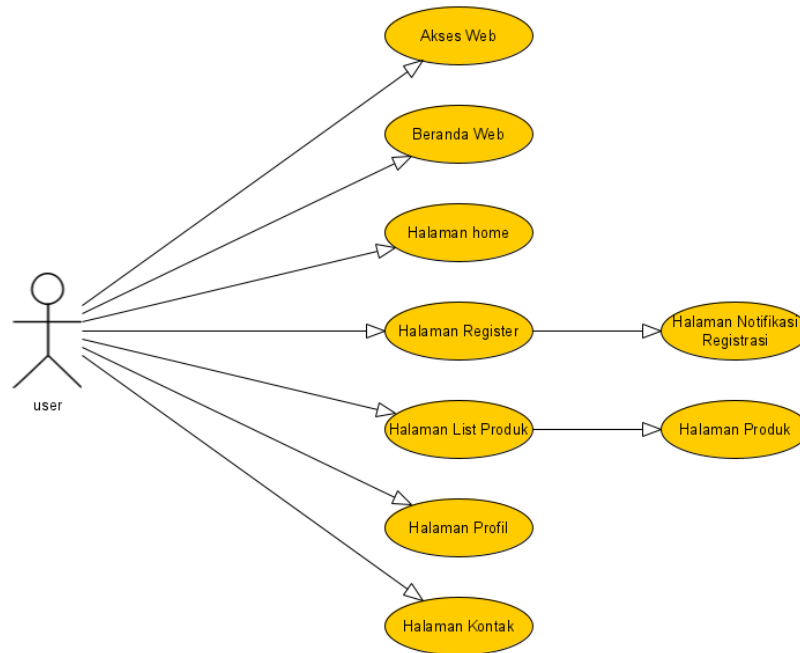 Akses Web
Beranda Web
Halaman home
Halaman Register
Halaman Notifikasi
Registrasi
user
Halaman List Produk
Halaman Produk
Halaman Profil
Halaman Kontak